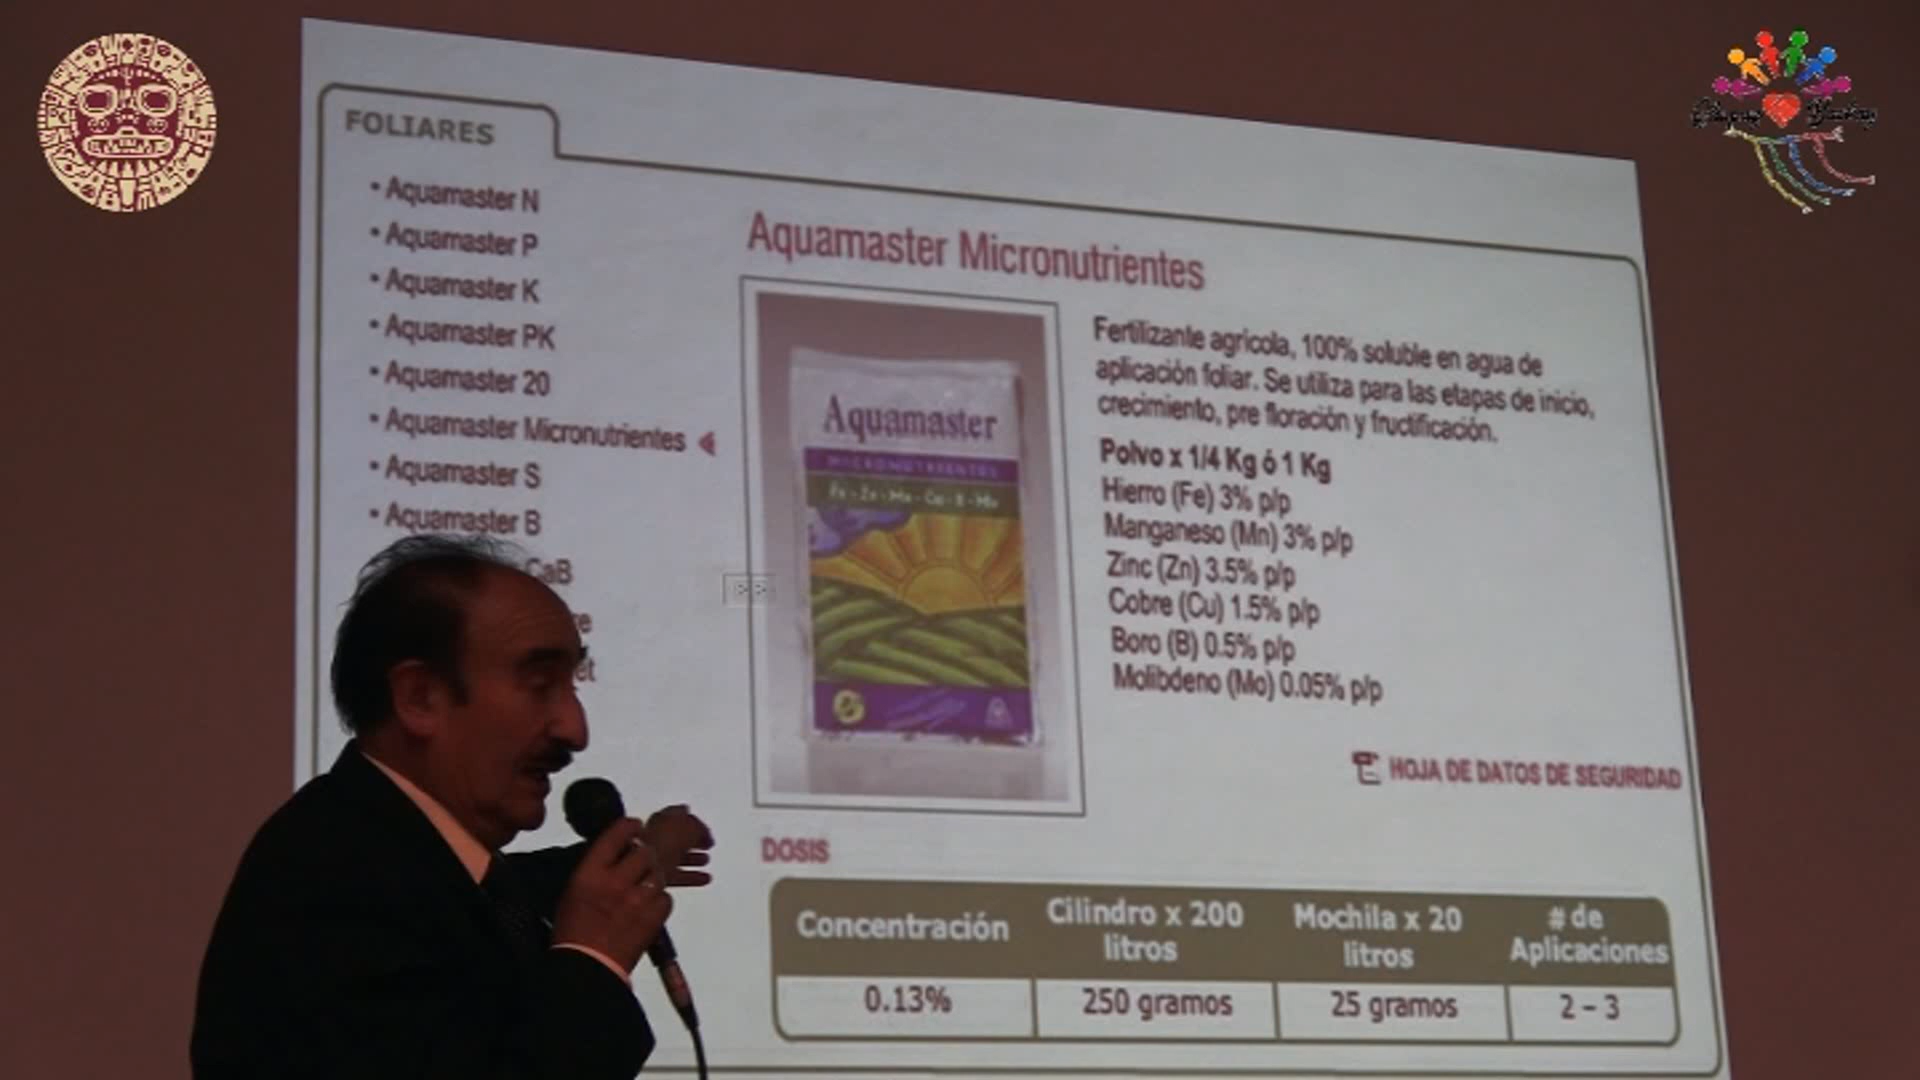 FOLIARES
• Aquamaster N
• Aquamaster P
• Aquamaster K
• Aquamaster PK
• Aquamaster 20
• Aquamaster Micronutrientes
• Aquamaster S
• Aquamaster B
CaB
Aquamaster Micronutrientes
Aquamaster
MICRONUTRIENTES
Fertilizante agricola, 100% soluble en agua de
aplicación foliar. Se utiliza para las etapas de inicio,
crecimiento, pre floración y fructificación.
Polvo x 1/4 Kg ó 1 Kg
Hierro (Fe) 3% p/p
Manganeso (Mn) 3% p/p
Zinc (Zn) 3.5% p/p
Cobre (Cu) 1.5% p/p
Boro (B) 0.5% p/p
Molibdeno (Mo) 0.05% p/p
HOJA DE DATOS DE SEGURIDAD
DOSIS
Concentración
Cilindro x 200
litros
Mochila x 20
litros
# de
Aplicaciones
0.13%
250 gramos
25 gramos
2 – 3